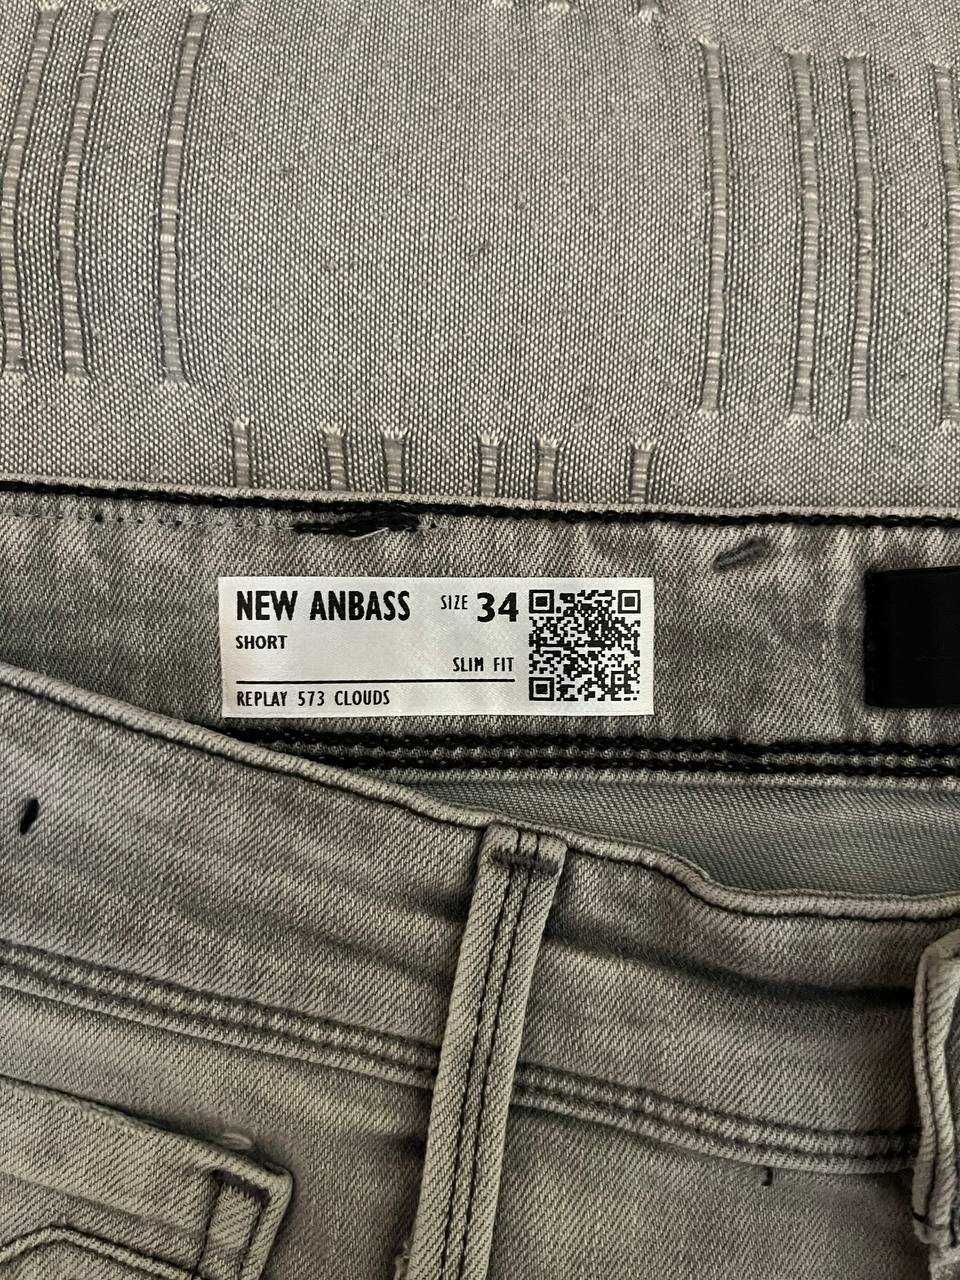 NEW ANBASS SIZE 34
SHORT
SLIM FIT
REPLAY 573 CLOUDS